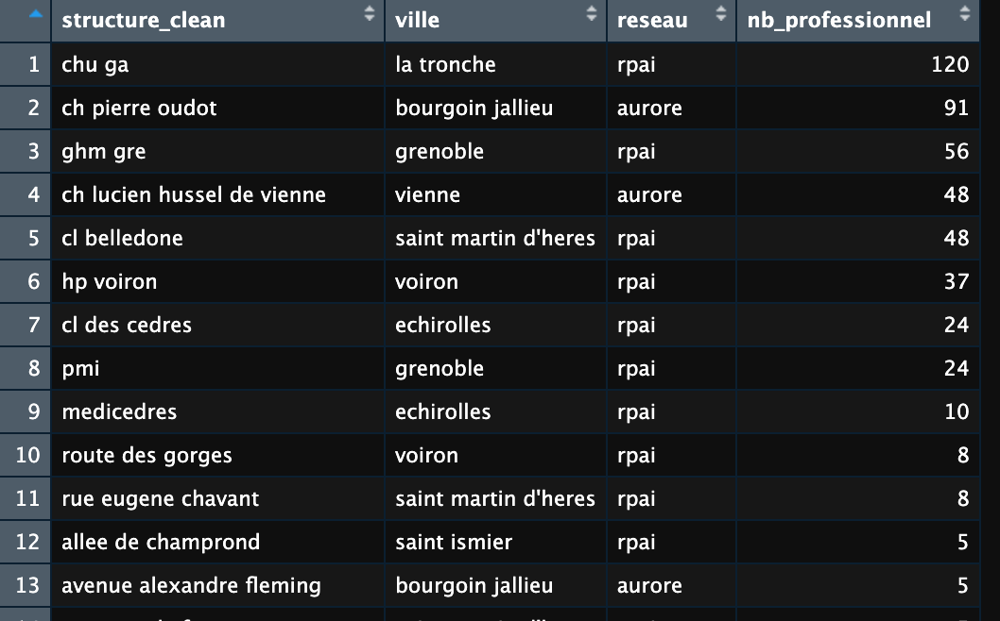 structure_clean ville reseau nb_professionnel
1 chu ga la tronche rpai 120
2 ch pierre oudot bourgoin jallieu aurore 91
3 ghm gre grenoble rpai 56
4 ch lucien hussel de vienne vienne aurore 48
5 cl belledone saint martin d'heres rpai 48
6 hp voiron voiron rpai 37
7 cl des cedres echirolles rpai 24
8 pmi grenoble rpai 24
9 medicedres echirolles rpai 10
10 route des gorges voiron rpai 8
11 rue eugene chavant saint martin d'heres rpai 8
12 allee de champrond saint ismier rpai 5
13 avenue alexandre fleming bourgoin jallieu aurore 5